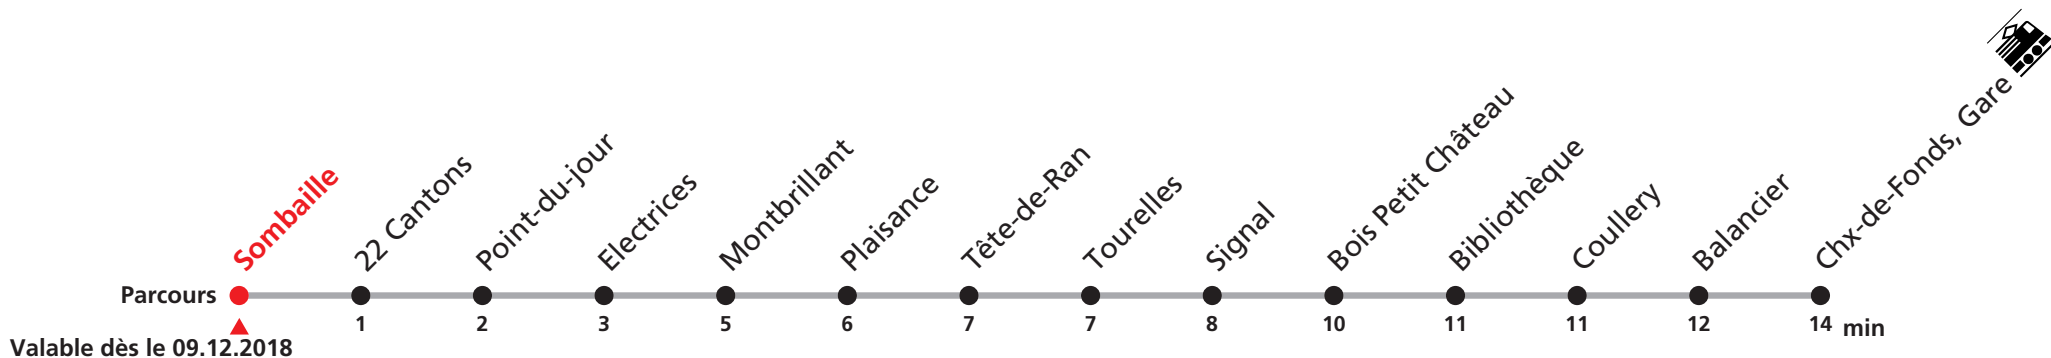 Sombaille
22 Cantons
Point-du-jour
Electrices
Montbrillant
Plaisance
Tête-de-Ran
Tourelles
Signal
Bois Petit Château
Bibliothèque
Coullery
Balancier
Chx-de-Fonds, Gare
Parcours
1 2 3 5 6 7 7 8 10 11 11 12 14 min
Valable dès le 09.12.2018